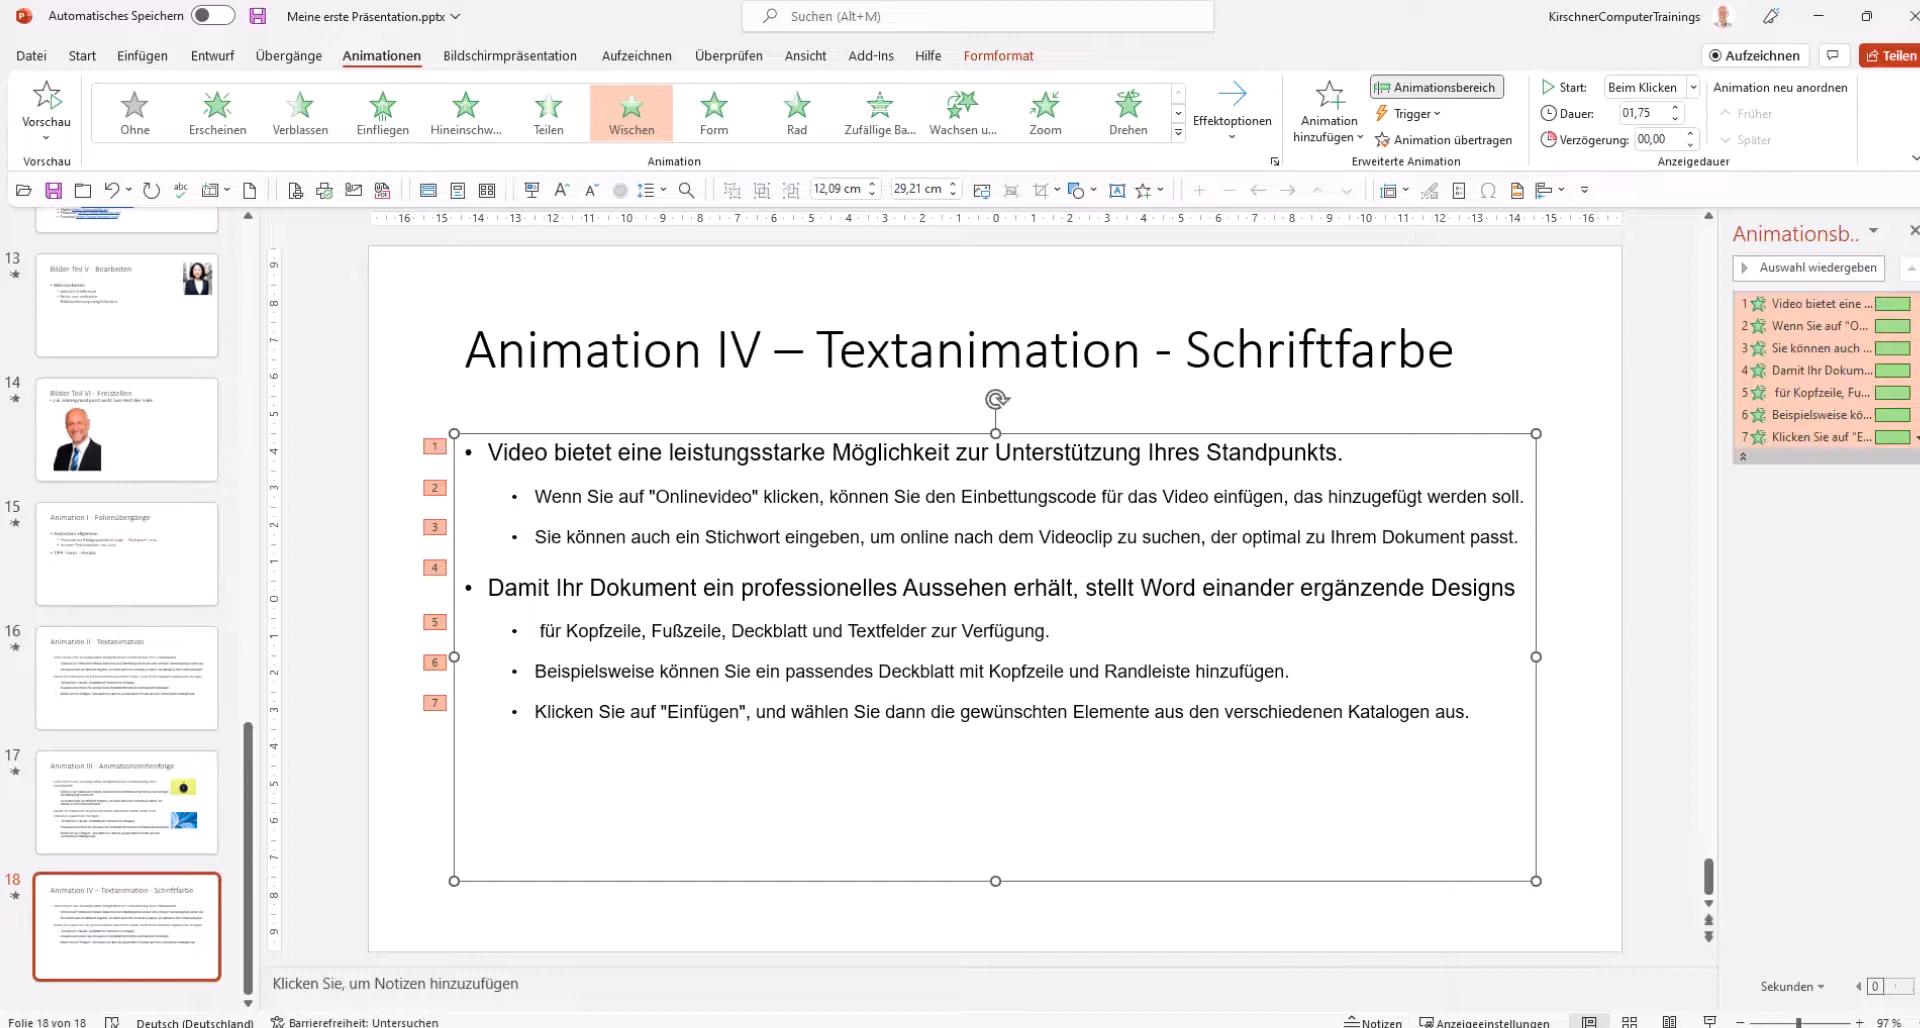 Automatisches Speichern
Meine erste Präsentation.pptx
Suchen (Alt+M)
KirschnerComputerTrainings
Datei Start Einfügen Entwurf Übergänge Animationen Bildschirmpräsentation Aufzeichnen Überprüfen Ansicht Add-Ins Hilfe Formformat
Aufzeichnen
Teilen
Vorschau
Vorschau
Ohne Erscheinen Verblassen Einfliegen Hineinschw... Teilen Wischen Form Rad Zufällige Ba... Wachsen u... Zoom Drehen
Animation
Effektoptionen
Animation hinzufügen
Animationsbereich
Trigger
Animation übertragen
Erweiterte Animation
Start: Beim Klicken
Dauer: 01,75
Verzögerung: 00,00
Animation neu anordnen
Früher
Später
Anzeigedauer
12,09 cm 29,21 cm
13
Bilder Teil V - Bearbeiten
14
Bilder Teil VI - Freistellen
15
Animation I - Folienübergänge
16
Animation II - Textanimation
17
Animation III - Animationsreihenfolge
18
Animation IV – Textanimation - Schriftfarbe
Animation IV – Textanimation - Schriftfarbe
1 • Video bietet eine leistungsstarke Möglichkeit zur Unterstützung Ihres Standpunkts.
2 • Wenn Sie auf "Onlinevideo" klicken, können Sie den Einbettungscode für das Video einfügen, das hinzugefügt werden soll.
3 • Sie können auch ein Stichwort eingeben, um online nach dem Videoclip zu suchen, der optimal zu Ihrem Dokument passt.
4 • Damit Ihr Dokument ein professionelles Aussehen erhält, stellt Word einander ergänzende Designs
5 • für Kopfzeile, Fußzeile, Deckblatt und Textfelder zur Verfügung.
6 • Beispielsweise können Sie ein passendes Deckblatt mit Kopfzeile und Randleiste hinzufügen.
7 • Klicken Sie auf "Einfügen", und wählen Sie dann die gewünschten Elemente aus den verschiedenen Katalogen aus.
Animationsb..
Auswahl wiedergeben
1 Video bietet eine ...
2 Wenn Sie auf "O...
3 Sie können auch ...
4 Damit Ihr Dokum...
5 für Kopfzeile, Fu...
6 Beispielsweise kö...
7 Klicken Sie auf "E...
Sekunden 0
Klicken Sie, um Notizen hinzuzufügen
Folie 18 von 18
Deutsch (Deutschland)
Barrierefreiheit: Untersuchen
Notizen
Anzeigeeinstellungen
97 %